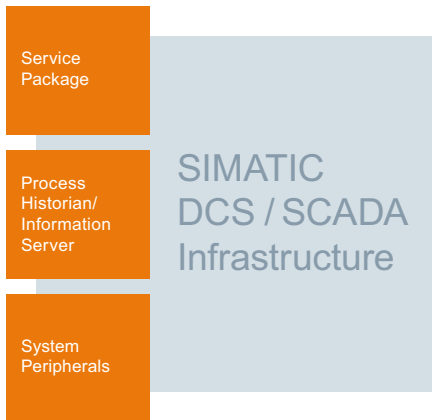 Service
Package
Process
Historian/
Information
Server
System
Peripherals
SIMATIC
DCS / SCADA
Infrastructure